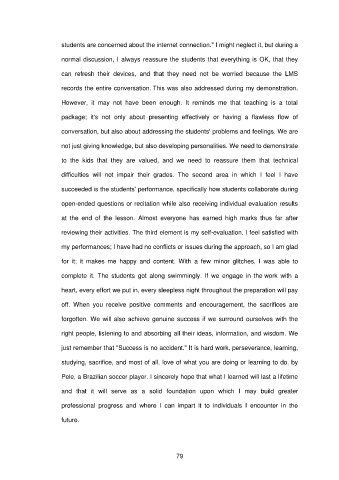 students are concerned about the internet connection." I might neglect it, but during a
normal discussion, I always reassure the students that everything is OK, that they
can refresh their devices, and that they need not be worried because the LMS
records the entire conversation. This was also addressed during my demonstration.
However, it may not have been enough. It reminds me that teaching is a total
package; it's not only about presenting effectively or having a flawless flow of
conversation, but also about addressing the students' problems and feelings. We are
not just giving knowledge, but also developing personalities. We need to demonstrate
to the kids that they are valued, and we need to reassure them that technical
difficulties will not impair their grades. The second area in which I feel I have
succeeded is the students' performance, specifically how students collaborate during
open-ended questions or recitation while also receiving individual evaluation results
at the end of the lesson. Almost everyone has earned high marks thus far after
reviewing their activities. The third element is my self-evaluation. I feel satisfied with
my performances; I have had no conflicts or issues during the approach, so I am glad
for it; it makes me happy and content. With a few minor glitches, I was able to
complete it. The students got along swimmingly. If we engage in the work with a
heart, every effort we put in, every sleepless night throughout the preparation will pay
off. When you receive positive comments and encouragement, the sacrifices are
forgotten. We will also achieve genuine success if we surround ourselves with the
right people, listening to and absorbing all their ideas, information, and wisdom. We
just remember that "Success is no accident." It is hard work, perseverance, learning,
studying, sacrifice, and most of all, love of what you are doing or learning to do, by
Pele, a Brazilian soccer player. I sincerely hope that what I learned will last a lifetime
and that it will serve as a solid foundation upon which I may build greater
professional progress and where I can impart it to individuals I encounter in the
future.
79